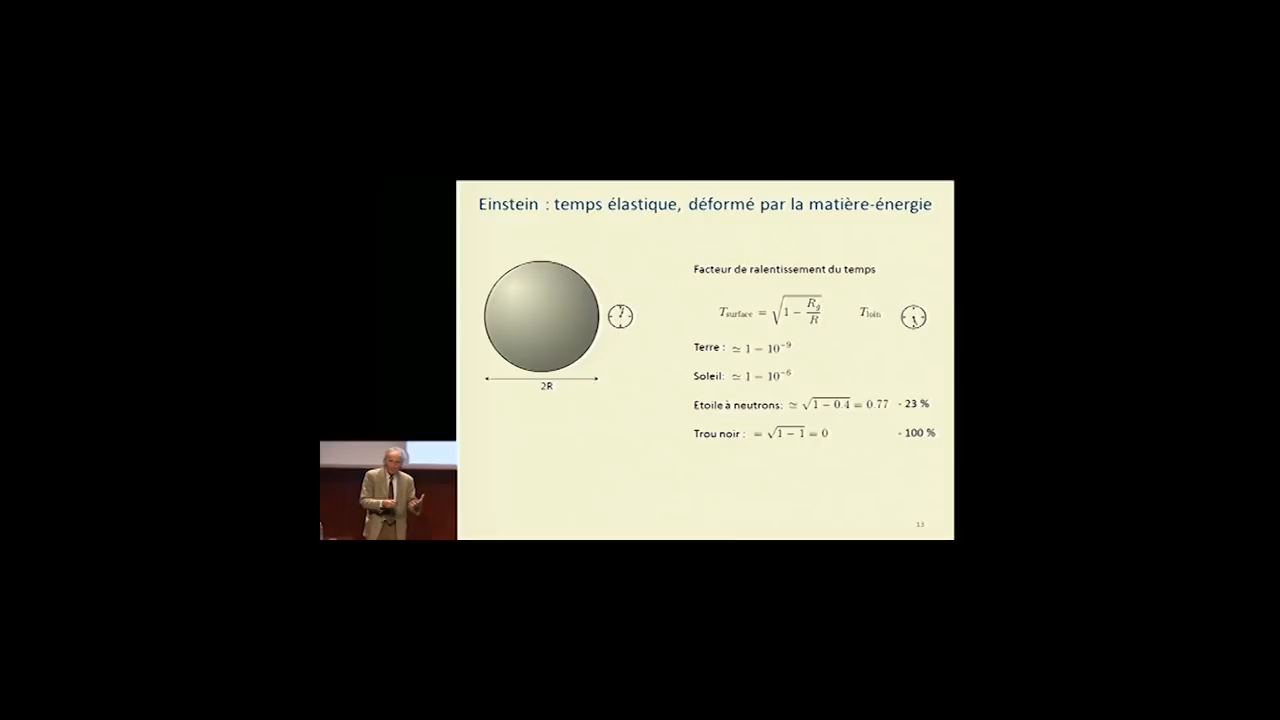 Einstein : temps élastique, déformé par la matière-énergie
Facteur de ralentissement du temps
T_surface = √(1 − R_g/R) T_loin
Terre : ≃ 1 − 10⁻⁹
Soleil: ≃ 1 − 10⁻⁶
Etoile à neutrons: ≃ √(1 − 0.4) = 0.77 - 23 %
Trou noir : = √(1 − 1) = 0 - 100 %
2R
13